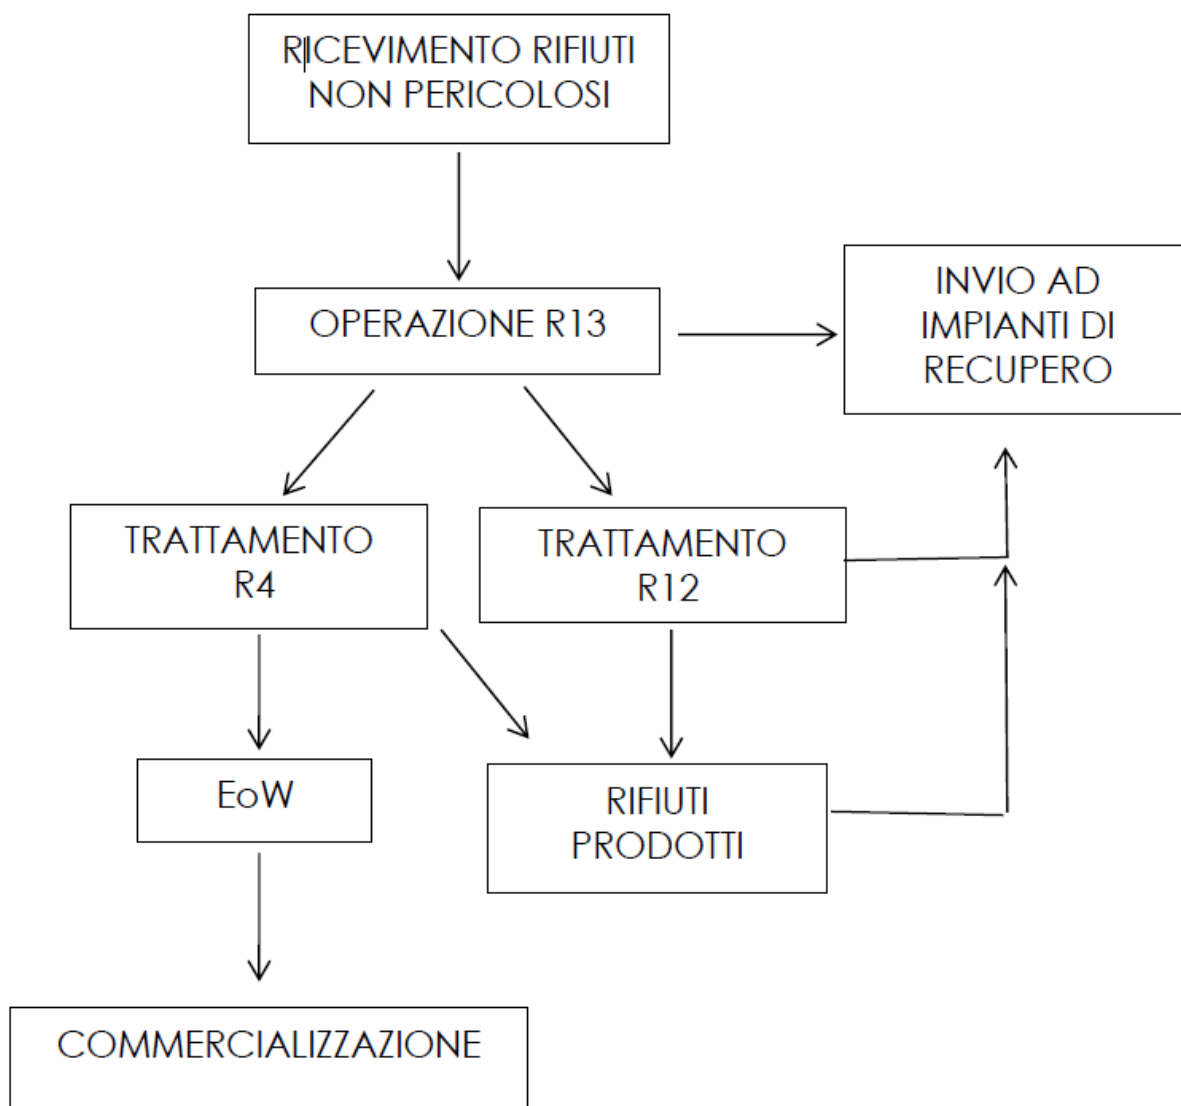 RICEVIMENTO RIFIUTI
NON PERICOLOSI
OPERAZIONE R13
INVIO AD
IMPIANTI DI
RECUPERO
TRATTAMENTO
R4
TRATTAMENTO
R12
EoW
RIFIUTI
PRODOTTI
COMMERCIALIZZAZIONE